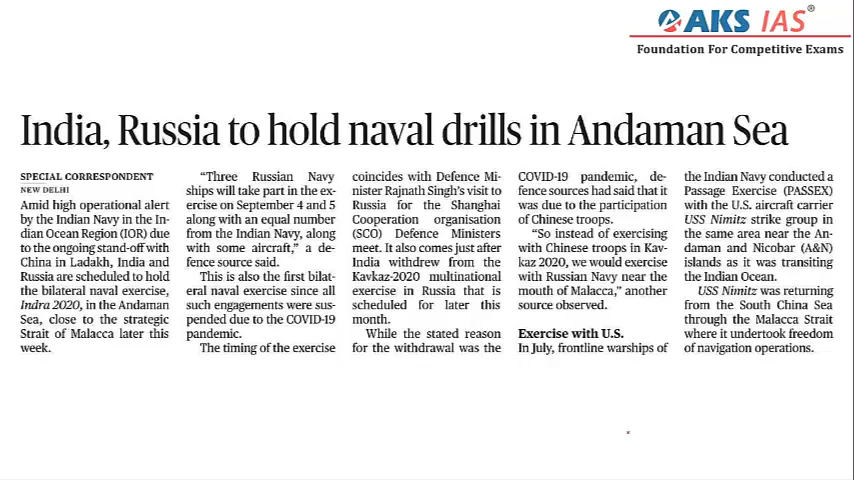 AKS IAS®
Foundation For Competitive Exams
India, Russia to hold naval drills in Andaman Sea
SPECIAL CORRESPONDENT
NEW DELHI
Amid high operational alert
by the Indian Navy in the In-
dian Ocean Region (IOR) due
to the ongoing stand-off with
China in Ladakh, India and
Russia are scheduled to hold
the bilateral naval exercise,
Indra 2020, in the Andaman
Sea, close to the strategic
Strait of Malacca later this
week.
“Three Russian Navy
ships will take part in the ex-
ercise on September 4 and 5
along with an equal number
from the Indian Navy, along
with some aircraft,” a de-
fence source said.
This is also the first bilat-
eral naval exercise since all
such engagements were sus-
pended due to the COVID-19
pandemic.
The timing of the exercise
coincides with Defence Mi-
nister Rajnath Singh’s visit to
Russia for the Shanghai
Cooperation organisation
(SCO) Defence Ministers
meet. It also comes just after
India withdrew from the
Kavkaz-2020 multinational
exercise in Russia that is
scheduled for later this
month.
While the stated reason
for the withdrawal was the
COVID-19 pandemic, de-
fence sources had said that it
was due to the participation
of Chinese troops.
“So instead of exercising
with Chinese troops in Kav-
kaz 2020, we would exercise
with Russian Navy near the
mouth of Malacca,” another
source observed.
Exercise with U.S.
In July, frontline warships of
the Indian Navy conducted a
Passage Exercise (PASSEX)
with the U.S. aircraft carrier
USS Nimitz strike group in
the same area near the An-
daman and Nicobar (A&N)
islands as it was transiting
the Indian Ocean.
USS Nimitz was returning
from the South China Sea
through the Malacca Strait
where it undertook freedom
of navigation operations.